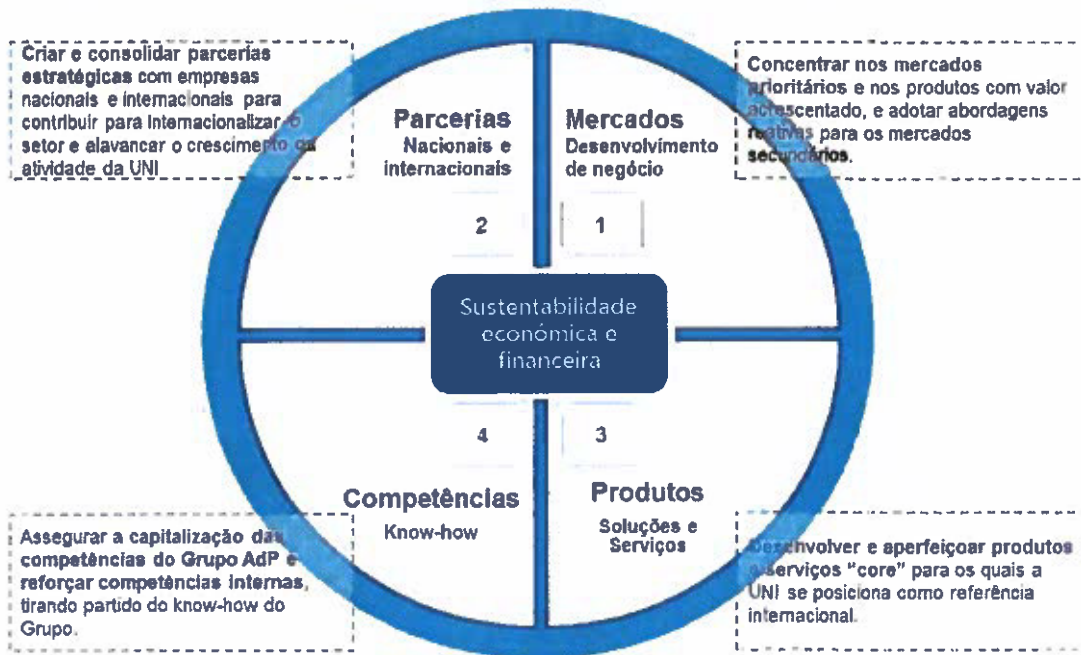 Criar e consolidar parcerias
estratégicas com empresas
nacionais e internacionais para
contribuir para Internacionalizar o
setor e alavancar o crescimento da
atividade da UNI
Concentrar nos mercados
prioritários e nos produtos com valor
acrescentado, e adotar abordagens
reativas para os mercados
secundários.
Parcerias
Nacionais e
internacionais
2
Mercados
Desenvolvimento
de negócio
1
Sustentabilidade
económica e
financeira
4
Competências
Know-how
3
Produtos
Soluções e
Serviços
Assegurar a capitalização das
competências do Grupo AdP e
reforçar competências internas,
tirando partido do know-how do
Grupo.
Desenvolver e aperfeiçoar produtos
e serviços "core" para os quais a
UNI se posiciona como referência
internacional.